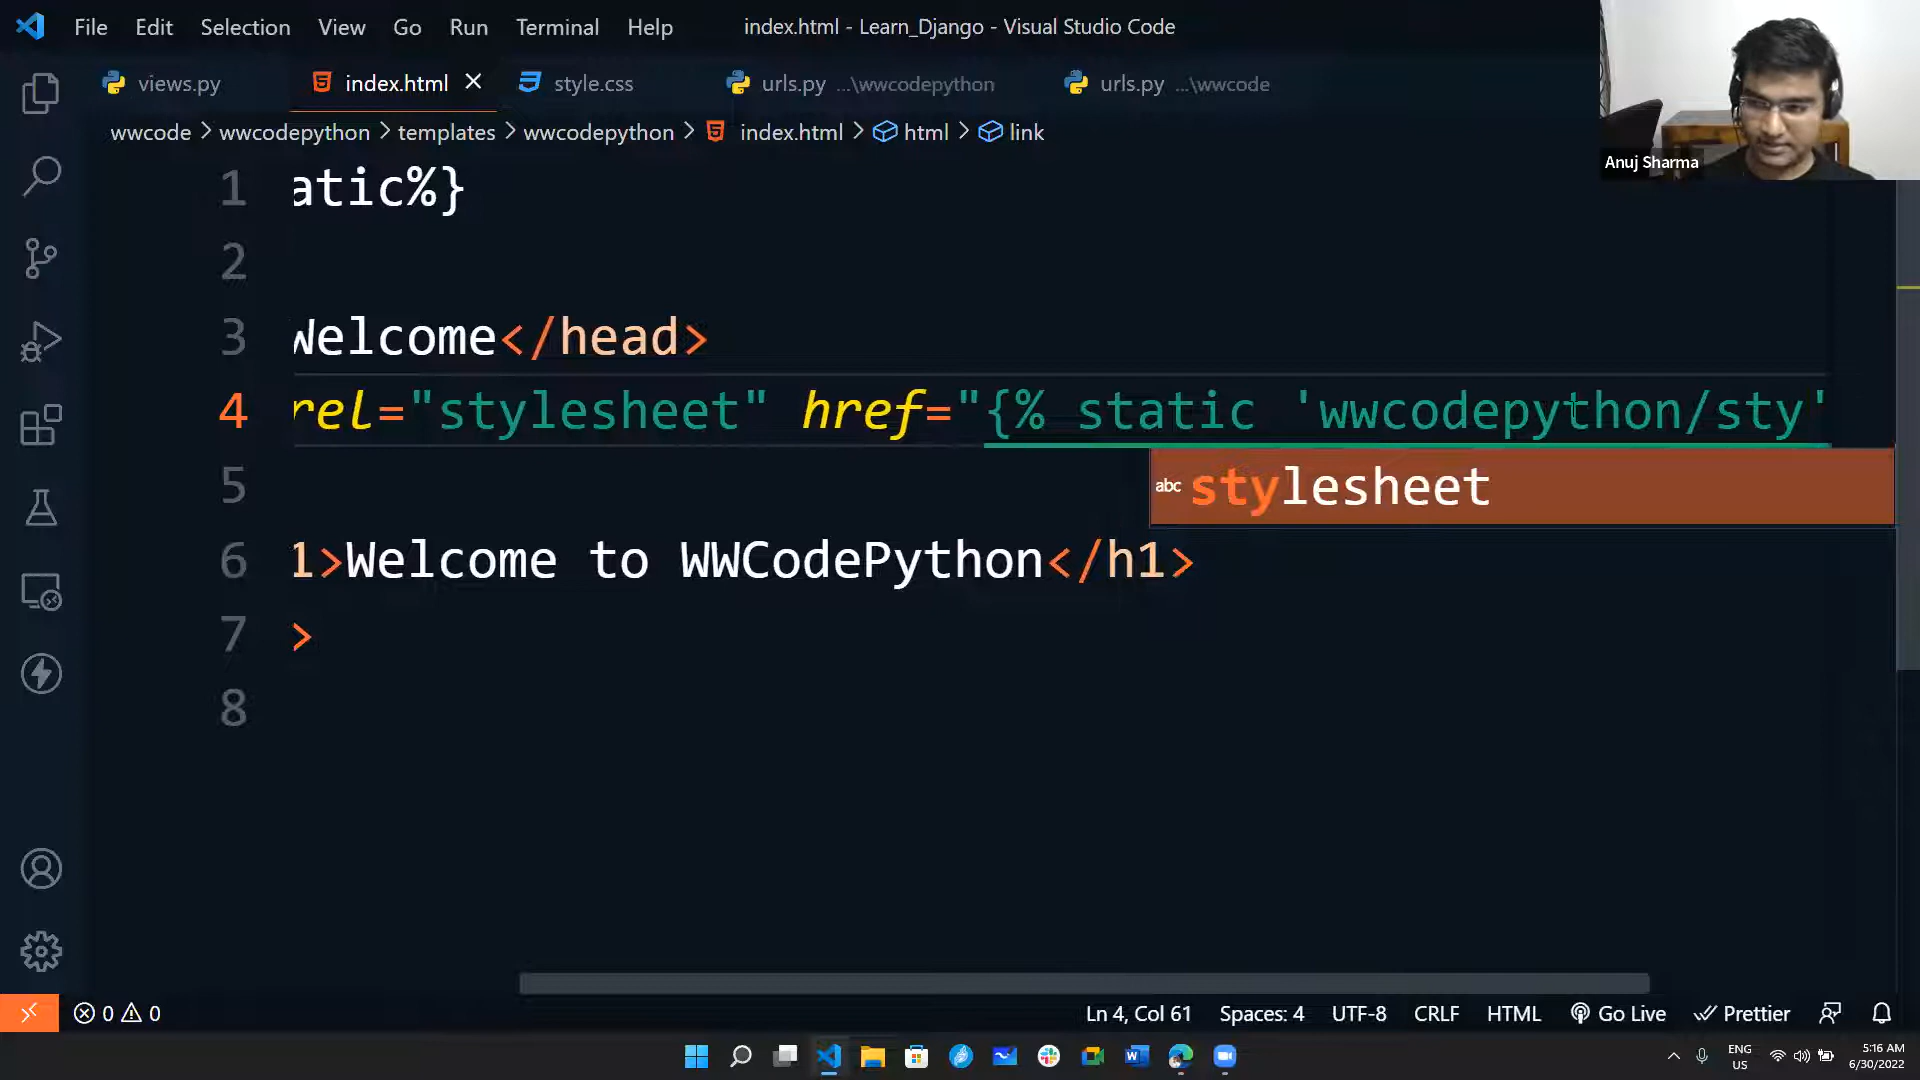 File Edit Selection View Go Run Terminal Help index.html - Learn_Django - Visual Studio Code
views.py index.html style.css urls.py ...\wwcodepython urls.py ...\wwcode
wwcode > wwcodepython > templates > wwcodepython > index.html > html > link
Anuj Sharma
1 atic%}
2
3 Welcome</head>
4 rel="stylesheet" href="{% static 'wwcodepython/sty'
abc stylesheet
5
6 1>Welcome to WWCodePython</h1>
7 >
8
0 0 Ln 4, Col 61 Spaces: 4 UTF-8 CRLF HTML Go Live Prettier
ENG US 5:16 AM 6/30/2022